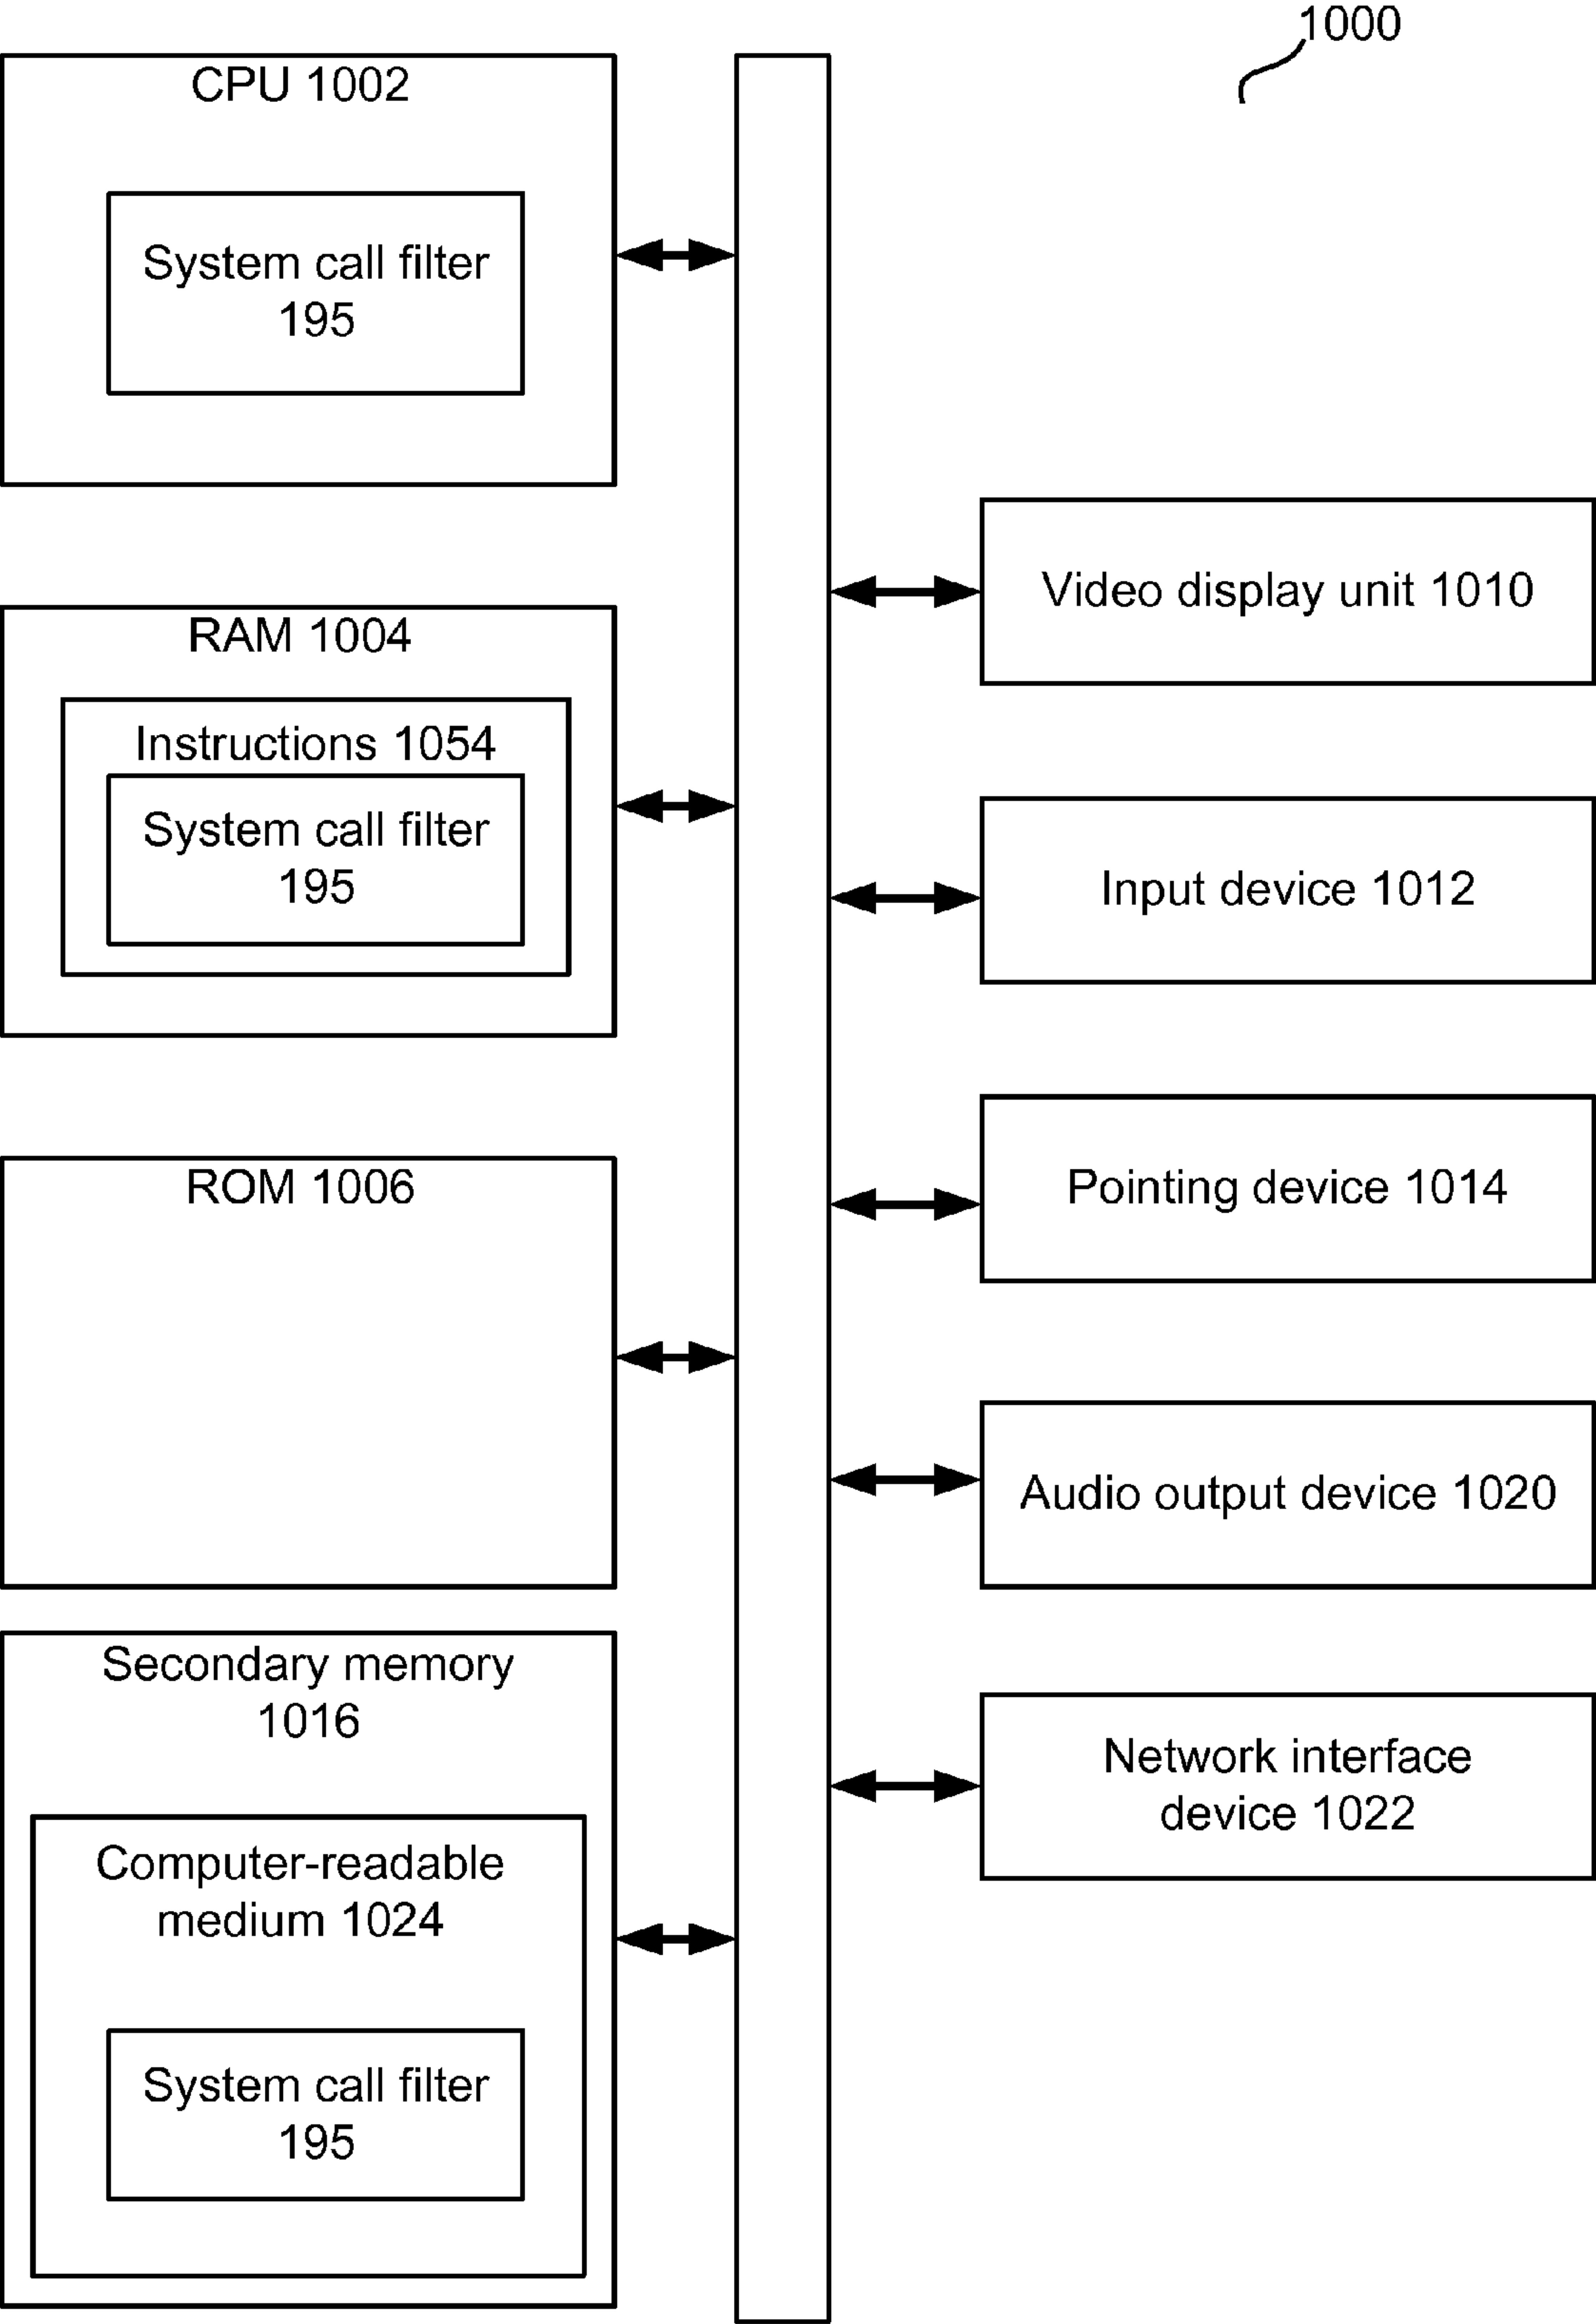 1000
CPU 1002
System call filter
195
RAM 1004
Instructions 1054
System call filter
195
ROM 1006
Secondary memory
1016
Computer-readable
medium 1024
System call filter
195
Video display unit 1010
Input device 1012
Pointing device 1014
Audio output device 1020
Network interface
device 1022